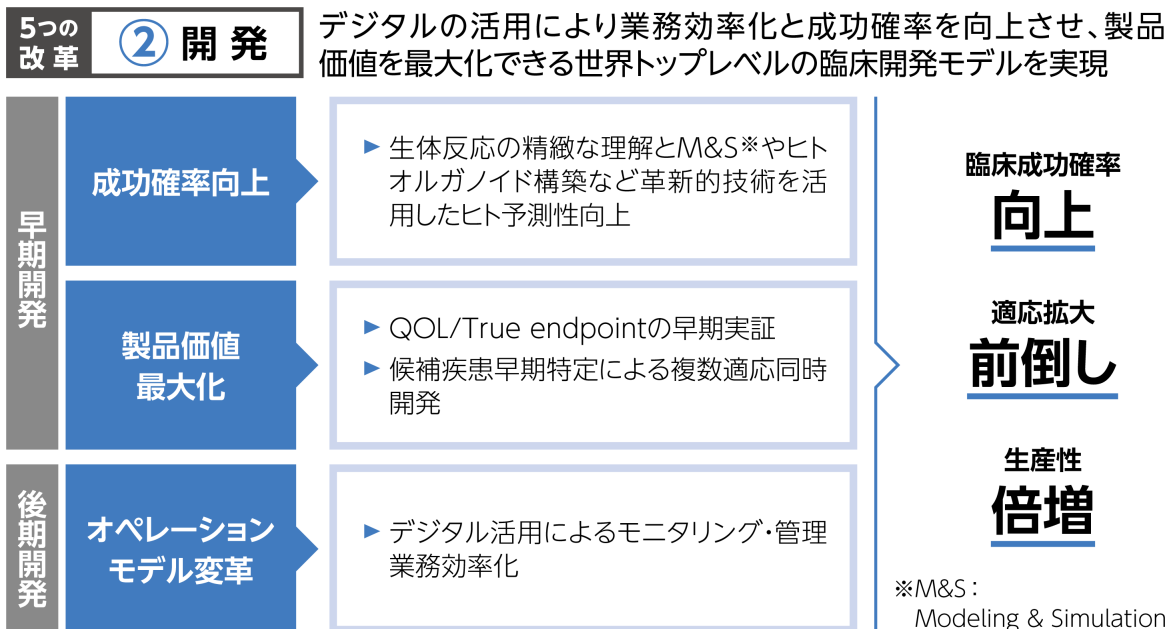 5つの
改革
② 開発
デジタルの活用により業務効率化と成功確率を向上させ、製品
価値を最大化できる世界トップレベルの臨床開発モデルを実現
早期開発
成功確率向上
▶ 生体反応の精緻な理解とM&S※やヒト
オルガノイド構築など革新的技術を活
用したヒト予測性向上
製品価値
最大化
▶ QOL/True endpointの早期実証
▶ 候補疾患早期特定による複数適応同時
開発
後期開発
オペレーション
モデル変革
▶ デジタル活用によるモニタリング・管理
業務効率化
臨床成功確率
向上
適応拡大
前倒し
生産性
倍増
※M&S：
Modeling & Simulation